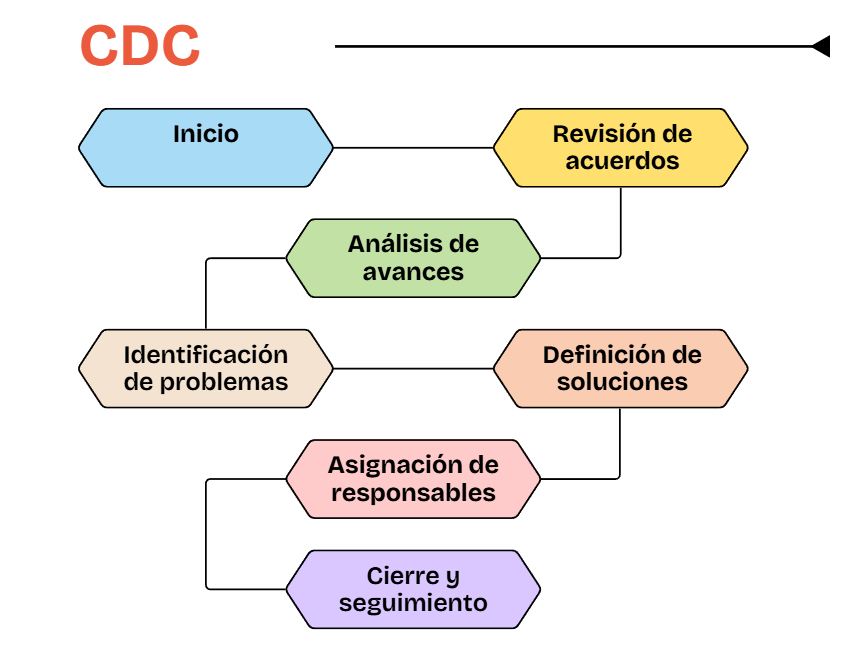 CDC
Inicio
Revisión de
acuerdos
Análisis de
avances
Identificación
de problemas
Definición de
soluciones
Asignación de
responsables
Cierre y
seguimiento